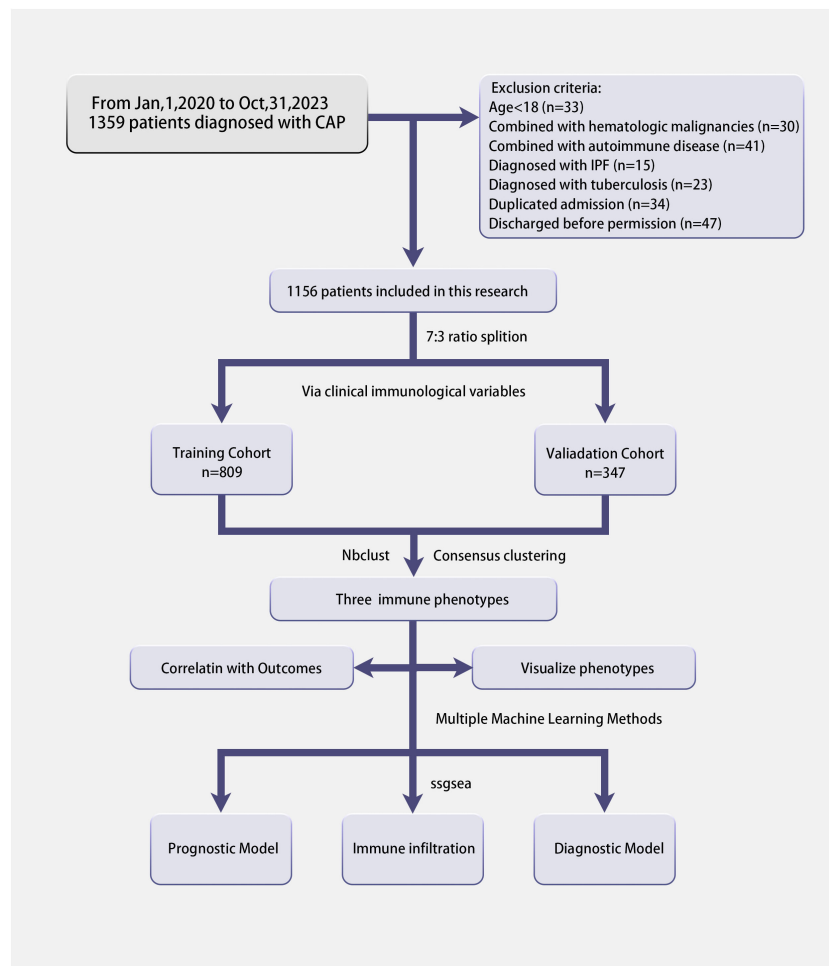 From Jan,1,2020 to Oct,31,2023
1359 patients diagnosed with CAP
Exclusion criteria:
Age<18 (n=33)
Combined with hematologic malignancies (n=30)
Combined with autoimmune disease (n=41)
Diagnosed with IPF (n=15)
Diagnosed with tuberculosis (n=23)
Duplicated admission (n=34)
Discharged before permission (n=47)
1156 patients included in this research
7:3 ratio splition
Via clinical immunological variables
Training Cohort
n=809
Valiadation Cohort
n=347
Nbclust
Consensus clustering
Three immune phenotypes
Correlatin with Outcomes
Visualize phenotypes
Multiple Machine Learning Methods
ssgsea
Prognostic Model
Immune infiltration
Diagnostic Model